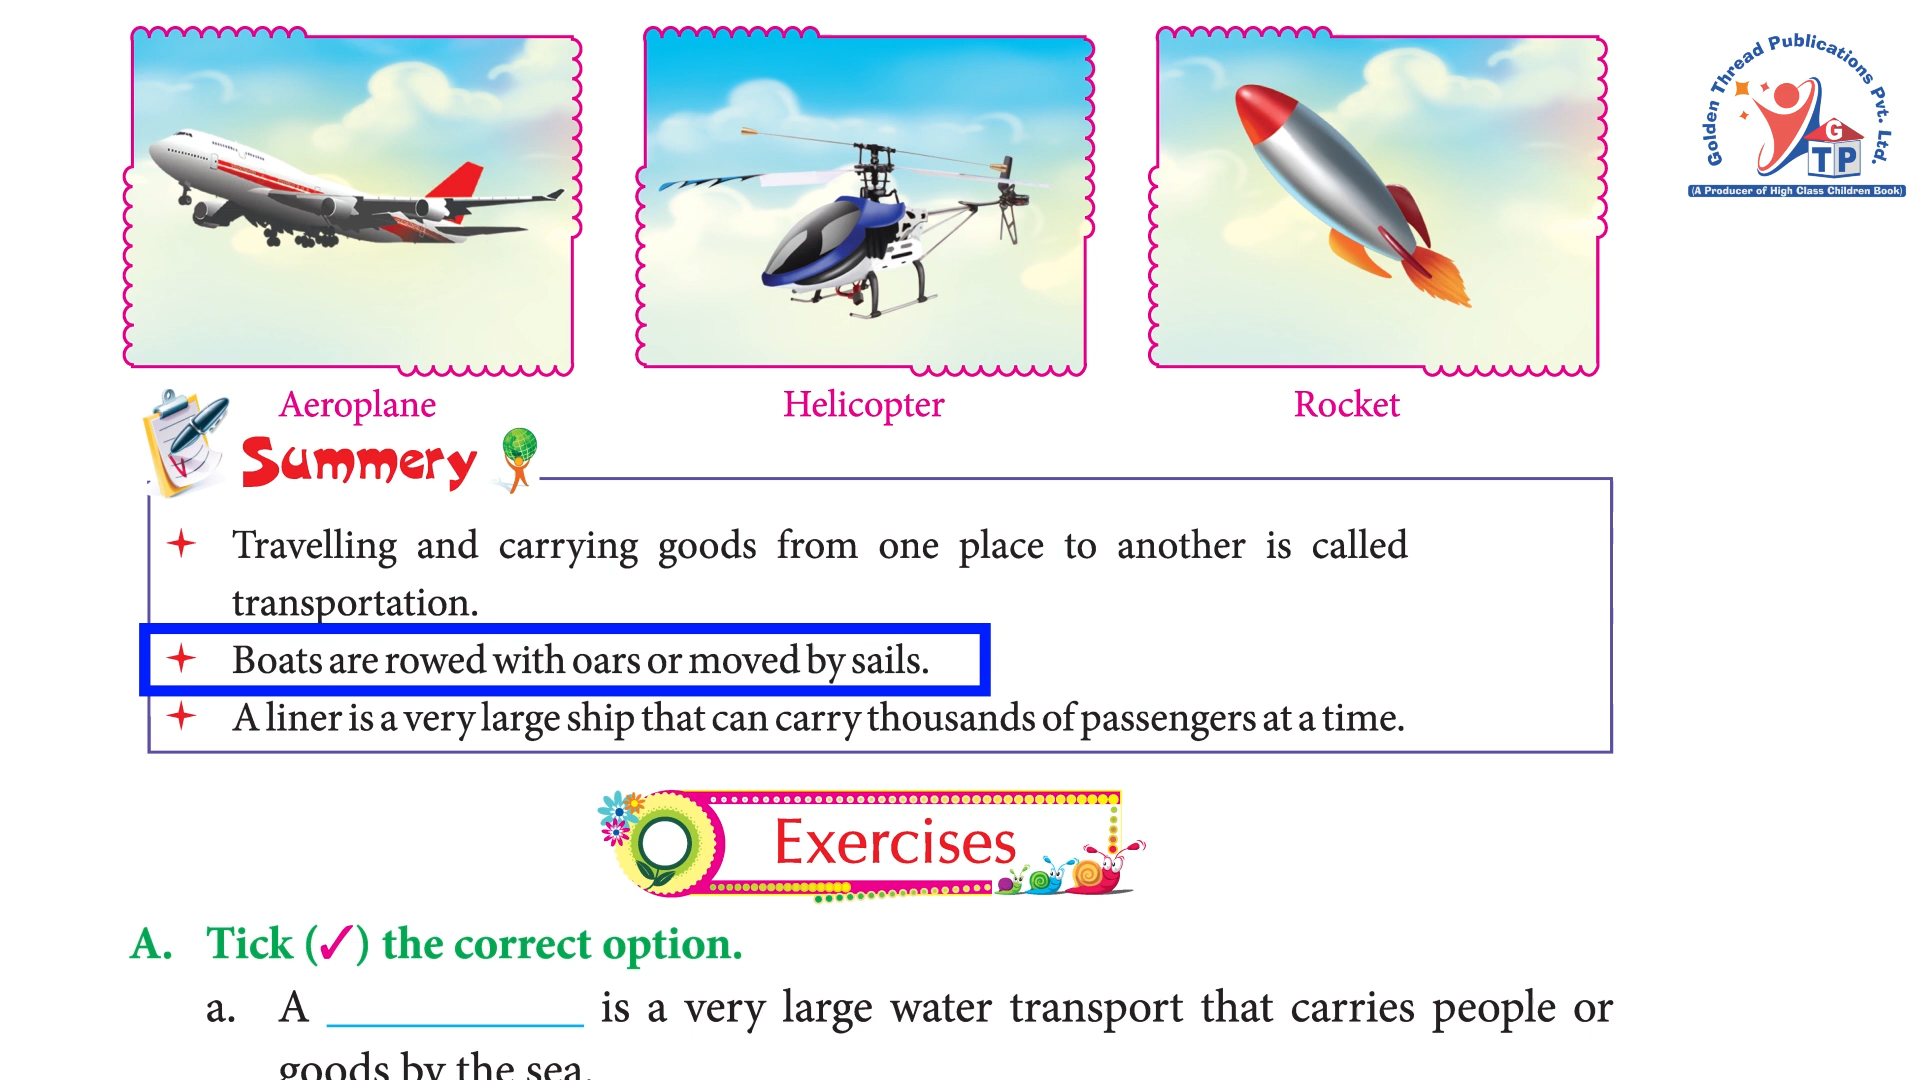 Golden Thread Publications Pvt. Ltd.
G
T P
(A Producer of High Class Children Book)
Aeroplane
Helicopter
Rocket
Summery
Travelling and carrying goods from one place to another is called
transportation.
Boats are rowed with oars or moved by sails.
A liner is a very large ship that can carry thousands of passengers at a time.
Exercises
A. Tick (✓) the correct option.
a. A ____________ is a very large water transport that carries people or
goods by the sea.